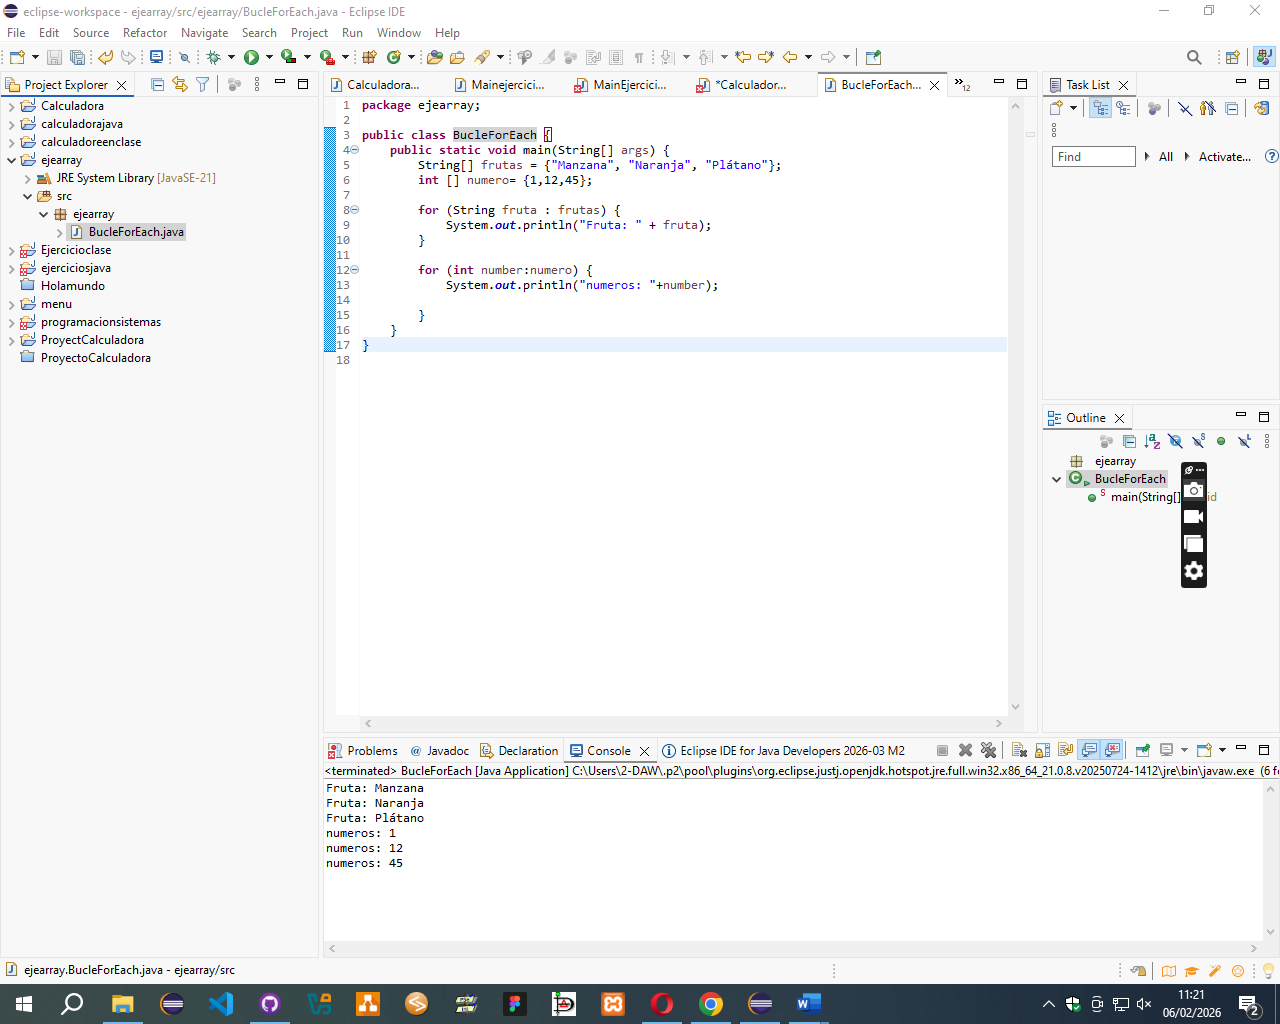 eclipse-workspace - ejearray/src/ejearray/BucleForEach.java - Eclipse IDE
File Edit Source Refactor Navigate Search Project Run Window Help
Project Explorer
Calculadora
calculadorajava
calculadoreenclase
ejearray
JRE System Library [JavaSE-21]
src
ejearray
BucleForEach.java
Ejercicioclase
ejerciciosjava
Holamundo
menu
programacionsistemas
ProyectCalculadora
ProyectoCalculadora
Calculadora... Mainejercici... MainEjercici... *Calculador... BucleForEach... »12
1 package ejearray;
2
3 public class BucleForEach {
4 public static void main(String[] args) {
5 String[] frutas = {"Manzana", "Naranja", "Plátano"};
6 int [] numero= {1,12,45};
7
8 for (String fruta : frutas) {
9 System.out.println("Fruta: " + fruta);
10 }
11
12 for (int number:numero) {
13 System.out.println("numeros: "+number);
14
15 }
16 }
17 }
18
Task List
Find All Activate...
Outline
ejearray
BucleForEach
main(String[] id
Problems @ Javadoc Declaration Console Eclipse IDE for Java Developers 2026-03 M2
<terminated> BucleForEach [Java Application] C:\Users\2-DAW\.p2\pool\plugins\org.eclipse.justj.openjdk.hotspot.jre.full.win32.x86_64_21.0.8.v20250724-1412\jre\bin\javaw.exe (6 fe
Fruta: Manzana
Fruta: Naranja
Fruta: Plátano
numeros: 1
numeros: 12
numeros: 45
ejearray.BucleForEach.java - ejearray/src
11:21
06/02/2026
2